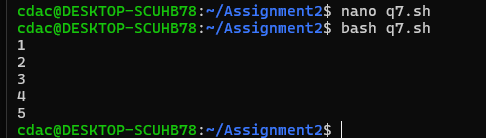 cdac@DESKTOP-SCUHB78:~/Assignment2$ nano q7.sh
cdac@DESKTOP-SCUHB78:~/Assignment2$ bash q7.sh
1
2
3
4
5
cdac@DESKTOP-SCUHB78:~/Assignment2$